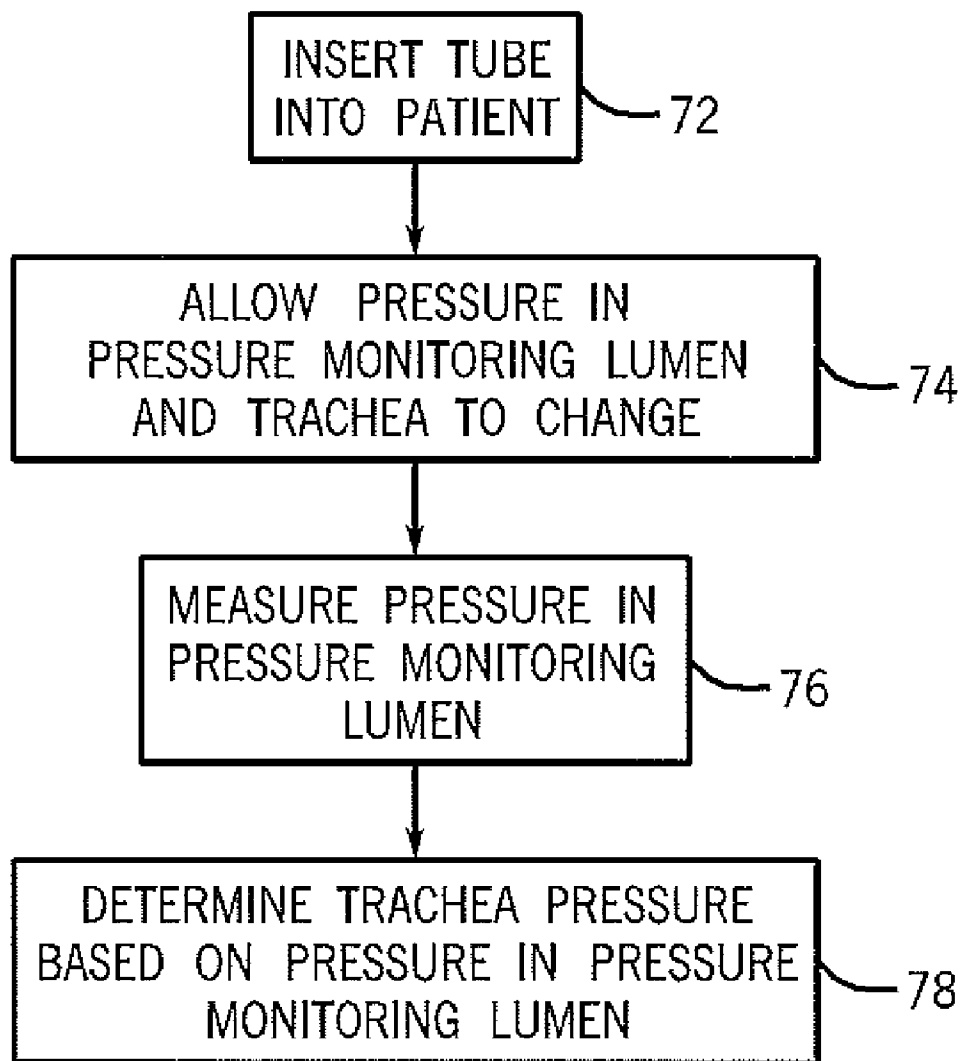 INSERT TUBE
INTO PATIENT
72
ALLOW PRESSURE IN
PRESSURE MONITORING LUMEN
AND TRACHEA TO CHANGE
74
MEASURE PRESSURE IN
PRESSURE MONITORING
LUMEN
76
DETERMINE TRACHEA PRESSURE
BASED ON PRESSURE IN PRESSURE
MONITORING LUMEN
78